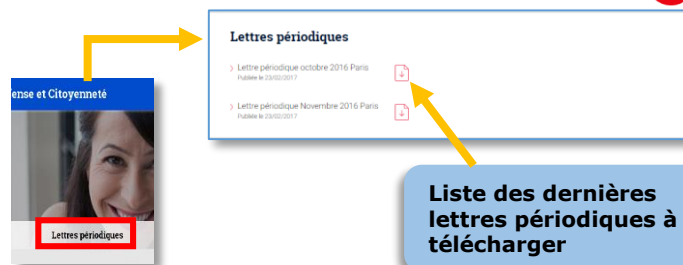 Lettres périodiques
> Lettre périodique octobre 2016 Paris
Publiée le 23/02/2017
> Lettre périodique Novembre 2016 Paris
Publiée le 23/02/2017
ense et Citoyenneté
Lettres périodiques
Liste des dernières
lettres périodiques à
télécharger